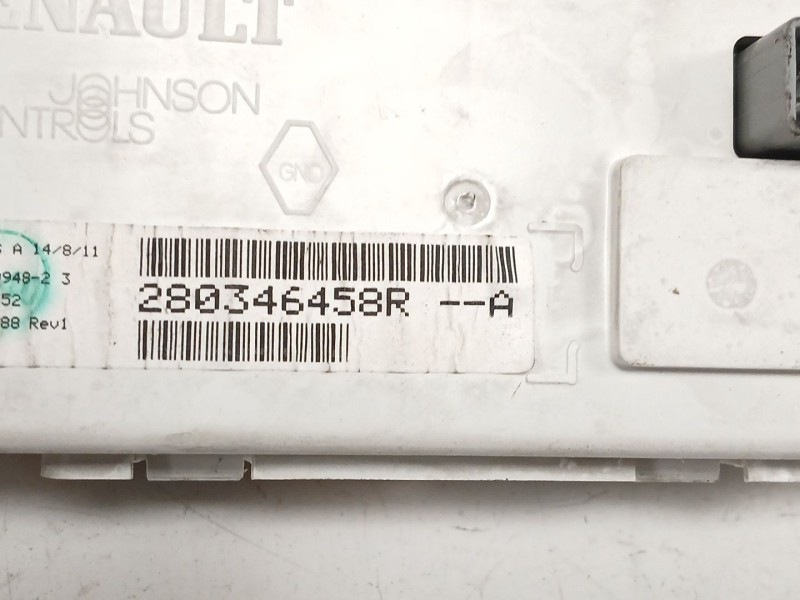 ENAULT
JOHNSON
NTROLS
GND
A 14/8/11
948-2 3
52
280346458R --A
88 Rev1